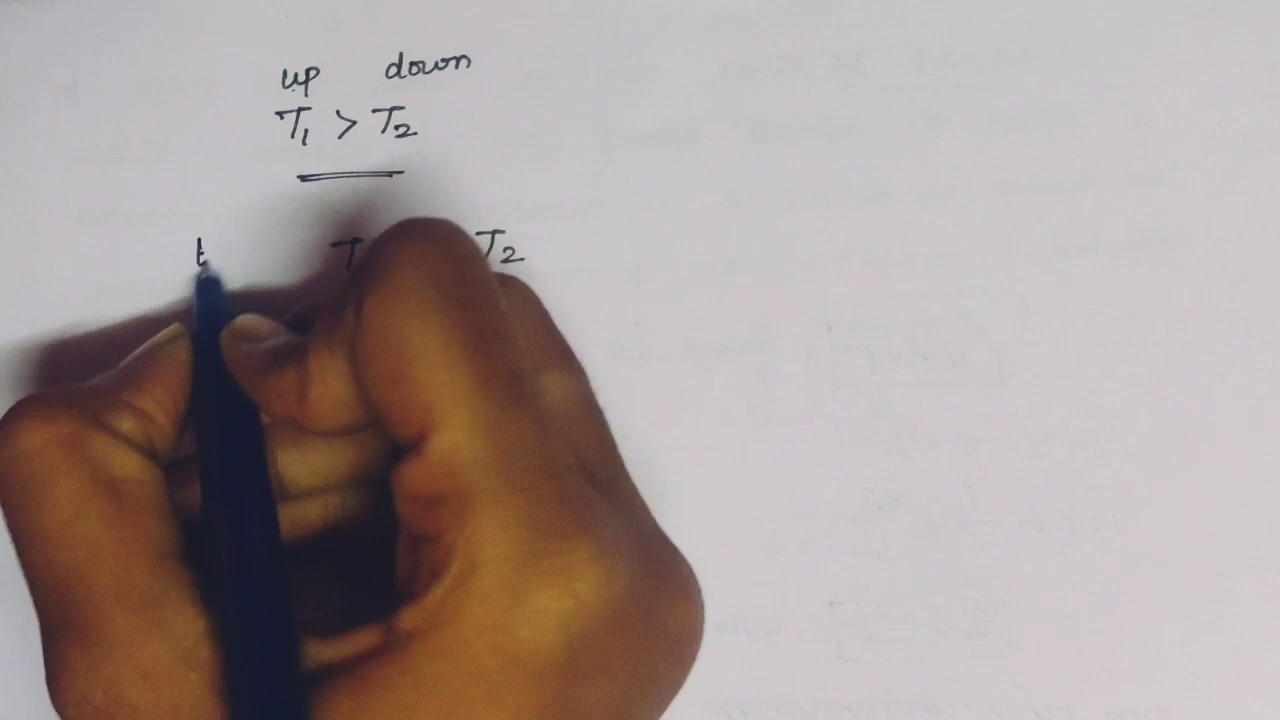 up down
T₁ > T₂
t T T₂